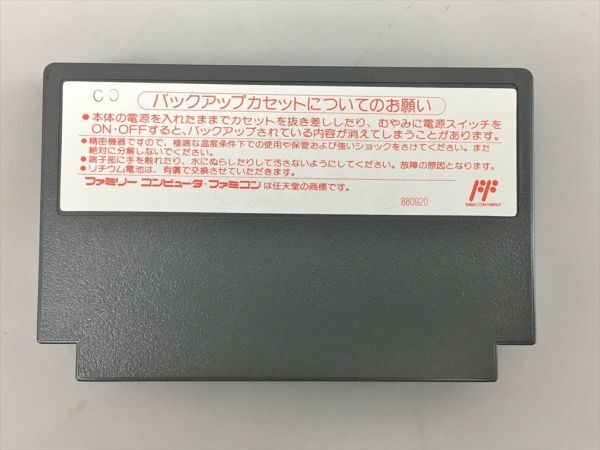 バックアップカセットについてのお願い
●本体の電源を入れたままでカセットを抜き差ししたり、むやみに電源スイッチを
ON・OFFすると、バックアップされている内容が消えてしまうことがあります。
●精密機器ですので、極端な温度条件下での使用や保管および強いショックをさけてください。また
絶対に分解しないでください。
●端子部に手を触れたり、水にぬらしたりして汚さないようにしてください。故障の原因となります。
●リチウム電池は、有償で交換させていただきます。
ファミリーコンピュータ・ファミコンは任天堂の商標です。
880920
FAMICOM FAMILY